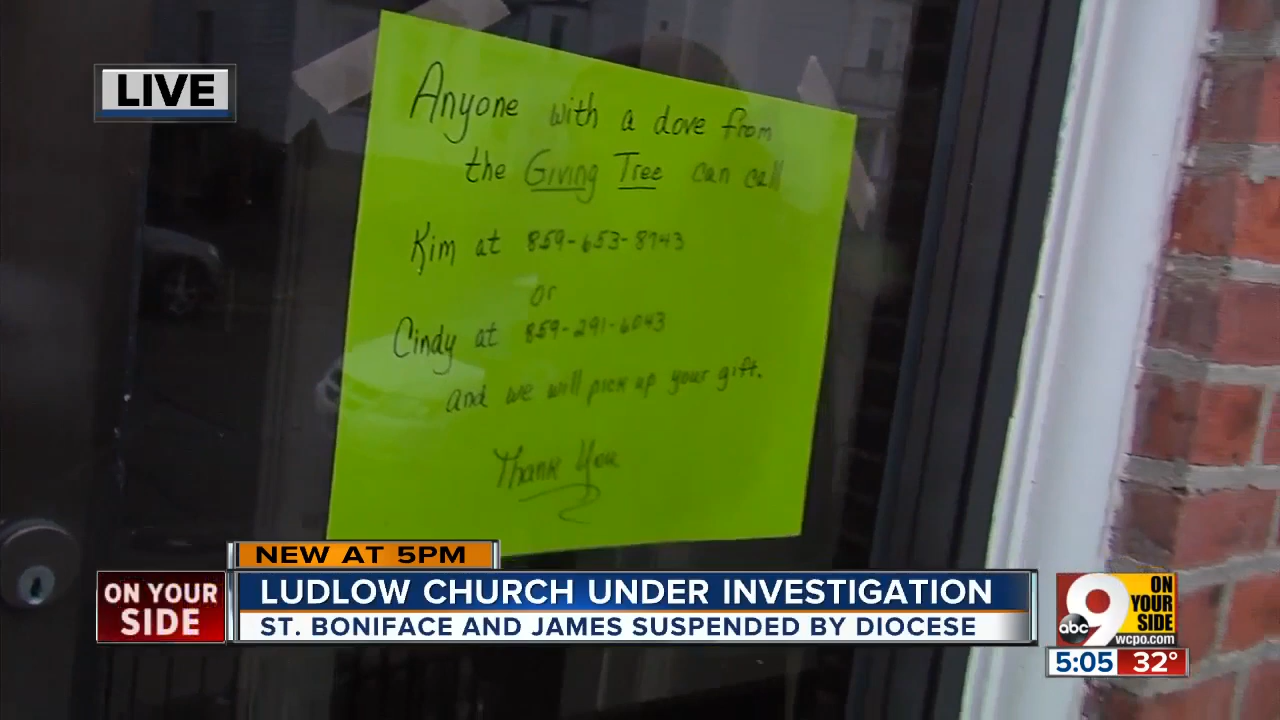 LIVE
Anyone with a dove from
the Giving Tree can call
Kim at 859-653-8743
or
Cindy at 859-291-6043
and we will pick up your gift.
Thank You
NEW AT 5PM
ON YOUR
SIDE
LUDLOW CHURCH UNDER INVESTIGATION
ST. BONIFACE AND JAMES SUSPENDED BY DIOCESE
abc 9
ON
YOUR
SIDE
wcpo.com
5:05 32°